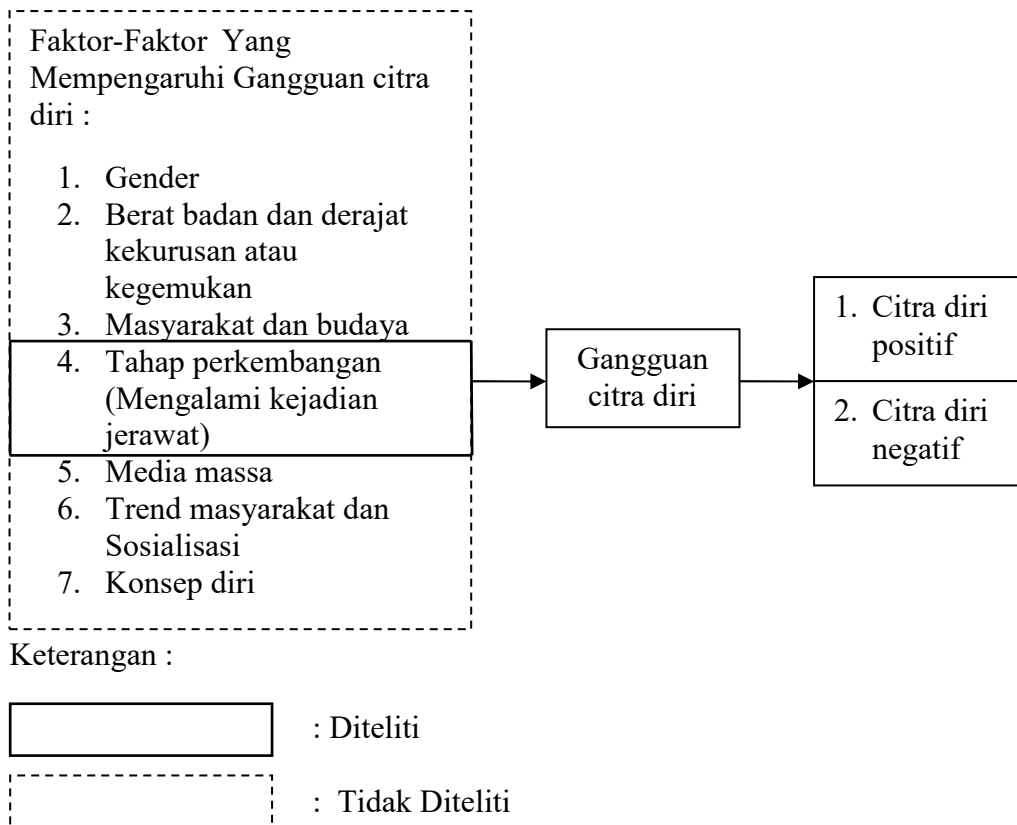 Faktor-Faktor Yang
Mempengaruhi Gangguan citra
diri :
1. Gender
2. Berat badan dan derajat
kekurusan atau
kegemukan
3. Masyarakat dan budaya
4. Tahap perkembangan
(Mengalami kejadian
jerawat)
5. Media massa
6. Trend masyarakat dan
Sosialisasi
7. Konsep diri
Gangguan
citra diri
1. Citra diri
positif
2. Citra diri
negatif
Keterangan :
: Diteliti
: Tidak Diteliti